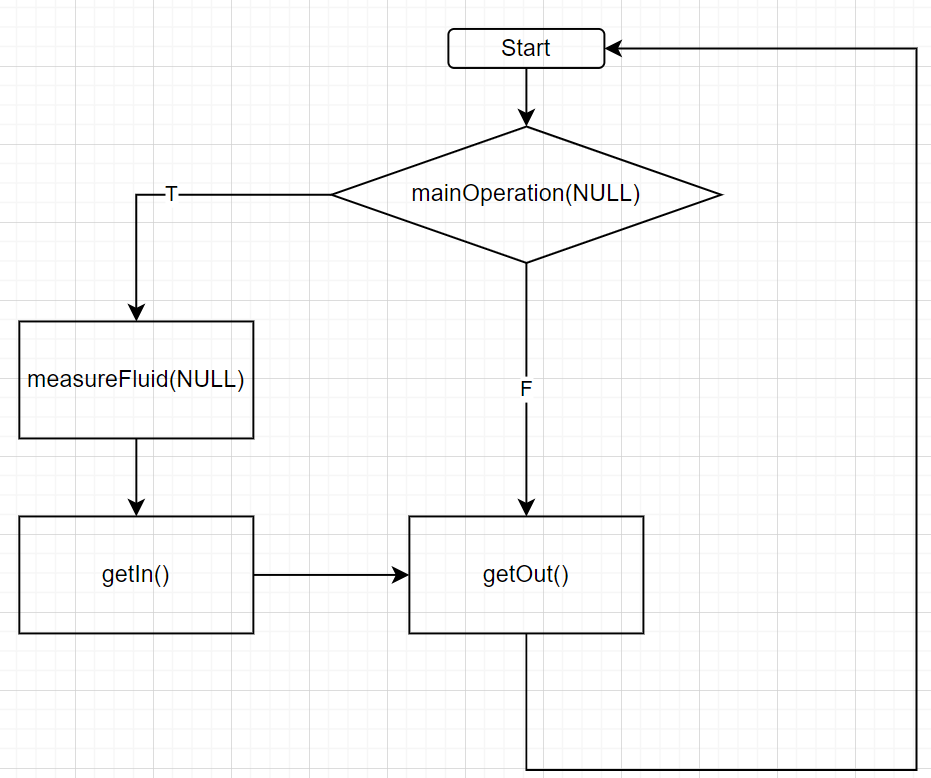 Start
mainOperation(NULL)
T
measureFluid(NULL)
F
getIn()
getOut()